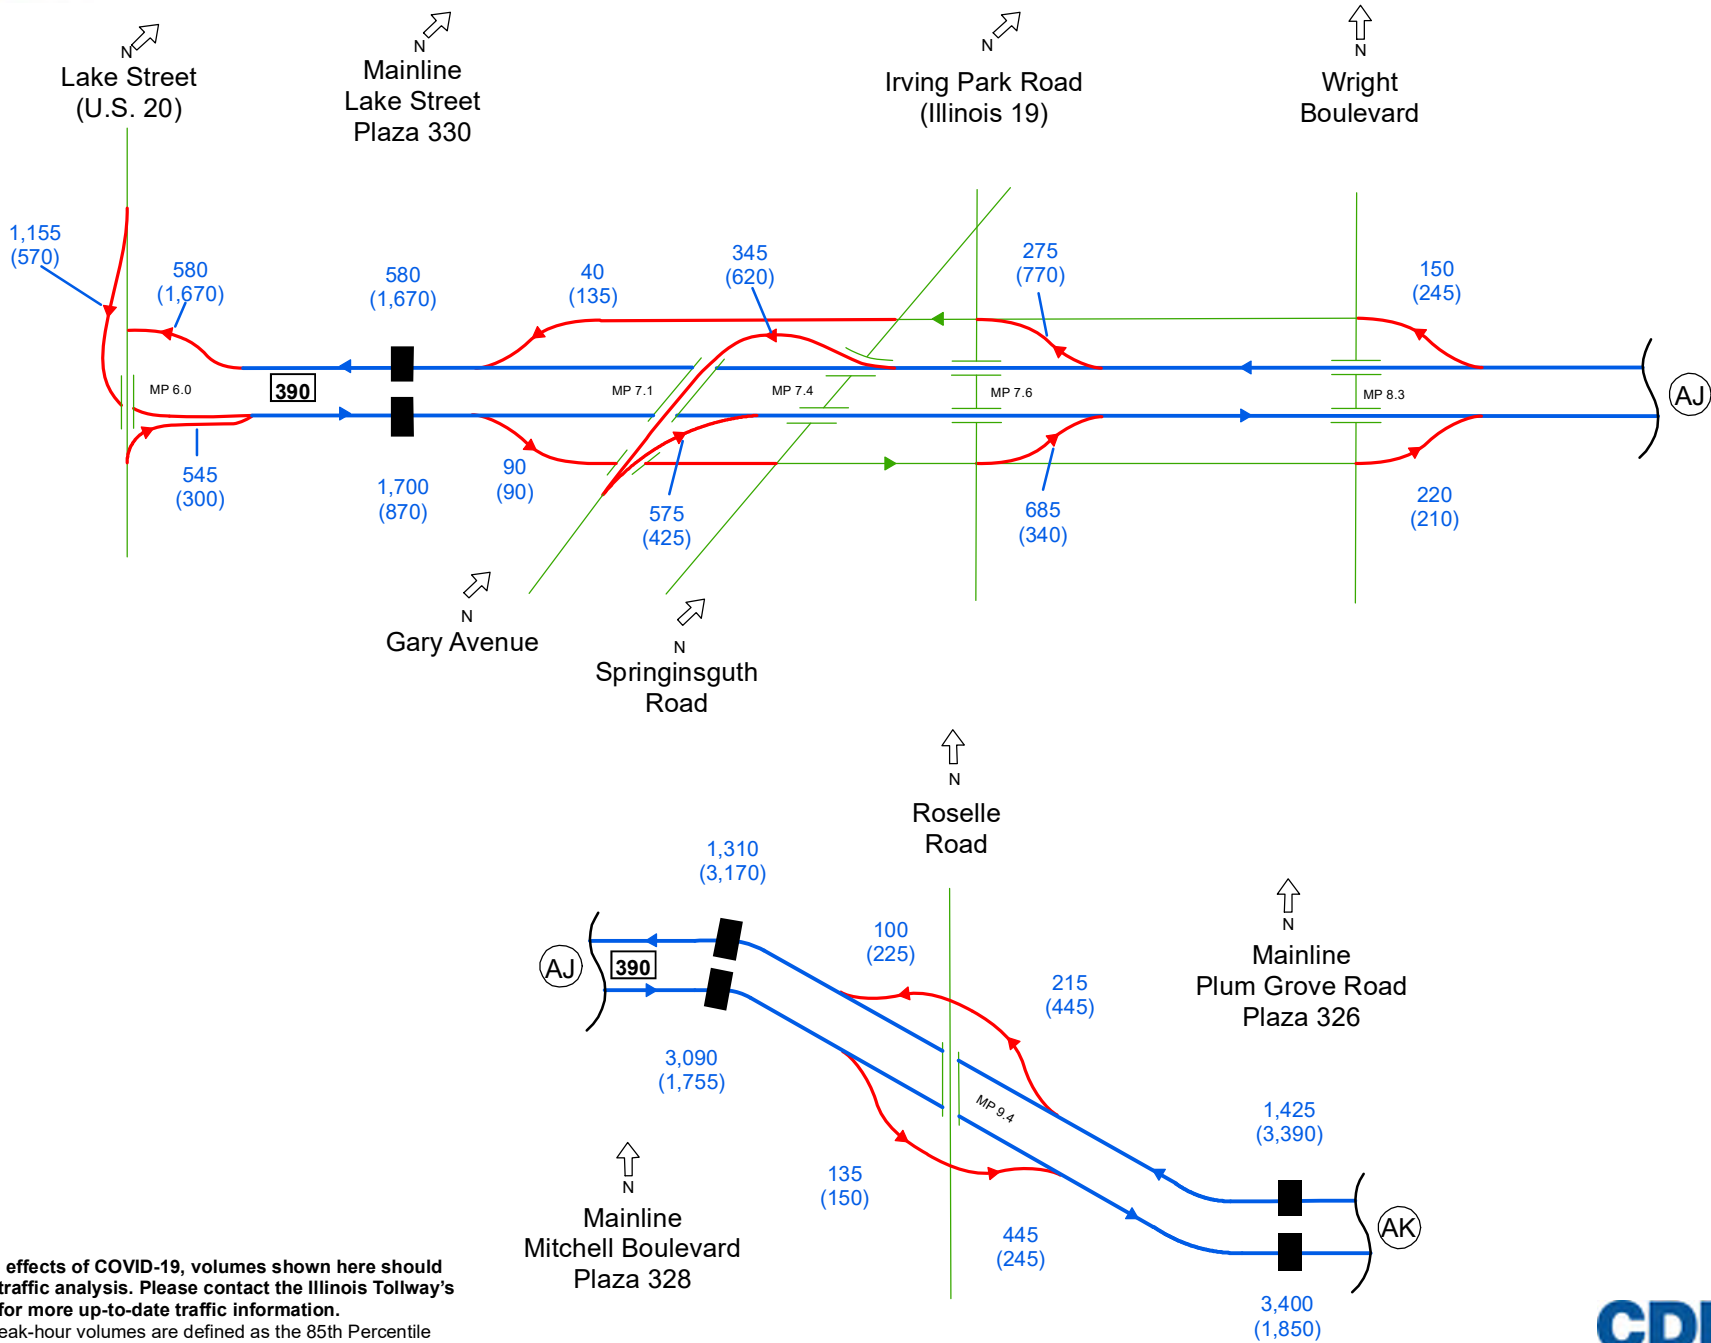 N
Lake Street
(U.S. 20)
N
Mainline
Lake Street
Plaza 330
N
Irving Park Road
(Illinois 19)
N
Wright
Boulevard
1,155
(570)
580
(1,670)
580
(1,670)
40
(135)
345
(620)
275
(770)
150
(245)
MP 6.0
390
MP 7.1
MP 7.4
MP 7.6
MP 8.3
AJ
545
(300)
1,700
(870)
90
(90)
575
(425)
685
(340)
220
(210)
N
Gary Avenue
N
Springinsguth
Road
N
Roselle
Road
1,310
(3,170)
100
(225)
215
(445)
N
Mainline
Plum Grove Road
Plaza 326
AJ
390
3,090
(1,755)
MP 9.4
1,425
(3,390)
135
(150)
445
(245)
AK
3,400
(1,850)
N
Mainline
Mitchell Boulevard
Plaza 328
effects of COVID-19, volumes shown here should
traffic analysis. Please contact the Illinois Tollway's
for more up-to-date traffic information.
eak-hour volumes are defined as the 85th Percentile